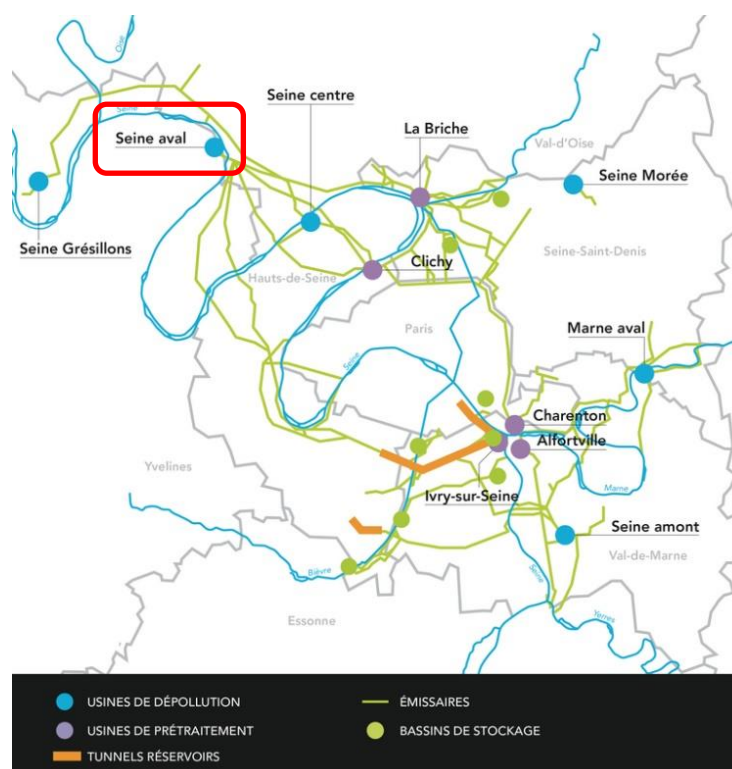 Oise
Seine
Seine centre
Seine aval
La Briche
Val-d'Oise
Seine Morée
Seine Grésillons
Hauts-de-Seine
Clichy
Seine-Saint-Denis
Paris
Marne aval
Seine
Charenton
Alfortville
Yvelines
Marne
Ivry-sur-Seine
Seine amont
Val-de-Marne
Bièvre
Seine
Essonne
Yerres
USINES DE DÉPOLLUTION
ÉMISSAIRES
USINES DE PRÉTRAITEMENT
BASSINS DE STOCKAGE
TUNNELS RÉSERVOIRS